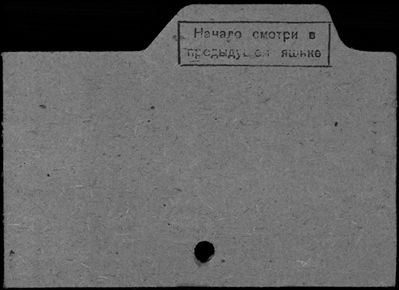 Начало смотри в
предыдущем ящике